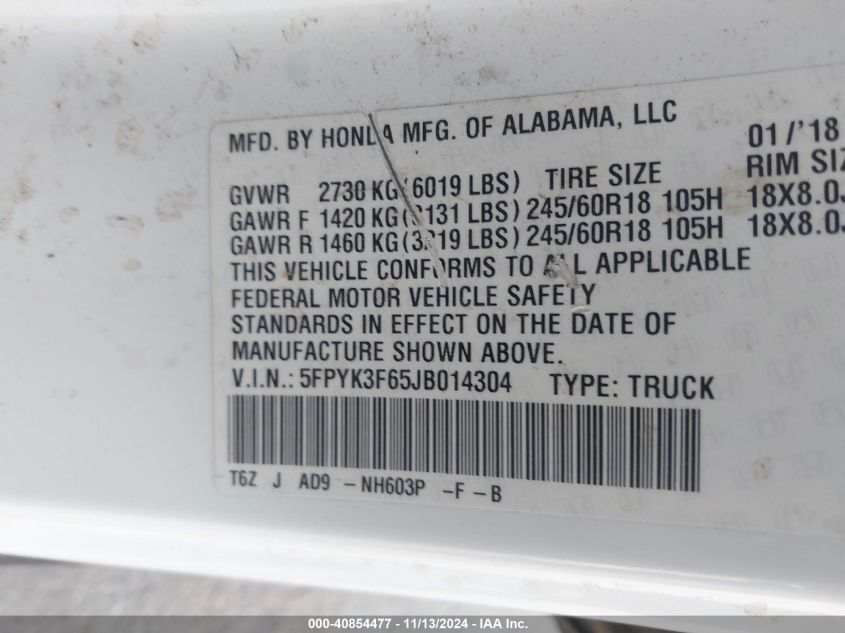 MFD. BY HONDA MFG. OF ALABAMA, LLC 01/'18
GVWR 2730 KG (6019 LBS) TIRE SIZE RIM SIZ
GAWR F 1420 KG (3131 LBS) 245/60R18 105H 18X8.0J
GAWR R 1460 KG (3219 LBS) 245/60R18 105H 18X8.0J
THIS VEHICLE CONFORMS TO ALL APPLICABLE
FEDERAL MOTOR VEHICLE SAFETY
STANDARDS IN EFFECT ON THE DATE OF
MANUFACTURE SHOWN ABOVE.
V.I.N.: 5FPYK3F65JB014304 TYPE: TRUCK
T6Z J AD9 -NH603P -F -B
000-40854477 - 11/13/2024 - IAA Inc.